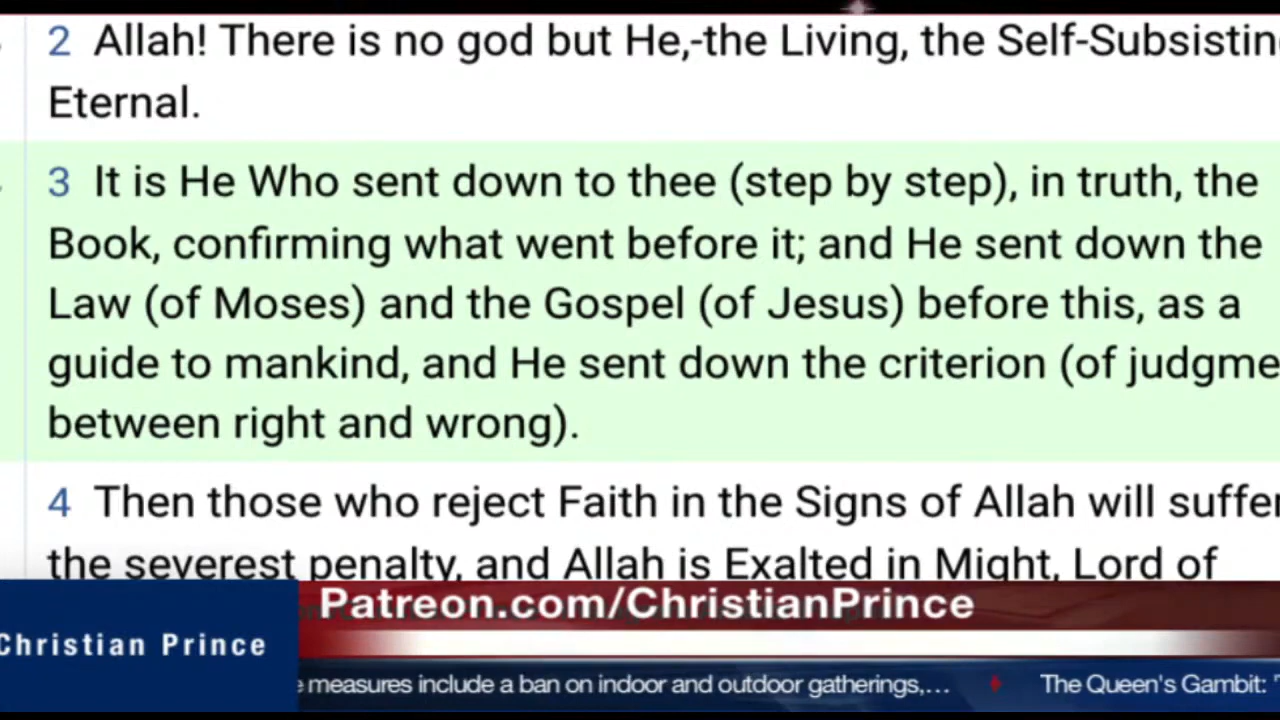 2 Allah! There is no god but He,-the Living, the Self-Subsisting
Eternal.
3 It is He Who sent down to thee (step by step), in truth, the
Book, confirming what went before it; and He sent down the
Law (of Moses) and the Gospel (of Jesus) before this, as a
guide to mankind, and He sent down the criterion (of judgme
between right and wrong).
4 Then those who reject Faith in the Signs of Allah will suffer
the severest penalty, and Allah is Exalted in Might, Lord of
Patreon.com/ChristianPrince
Christian Prince
e measures include a ban on indoor and outdoor gatherings,… The Queen's Gambit: